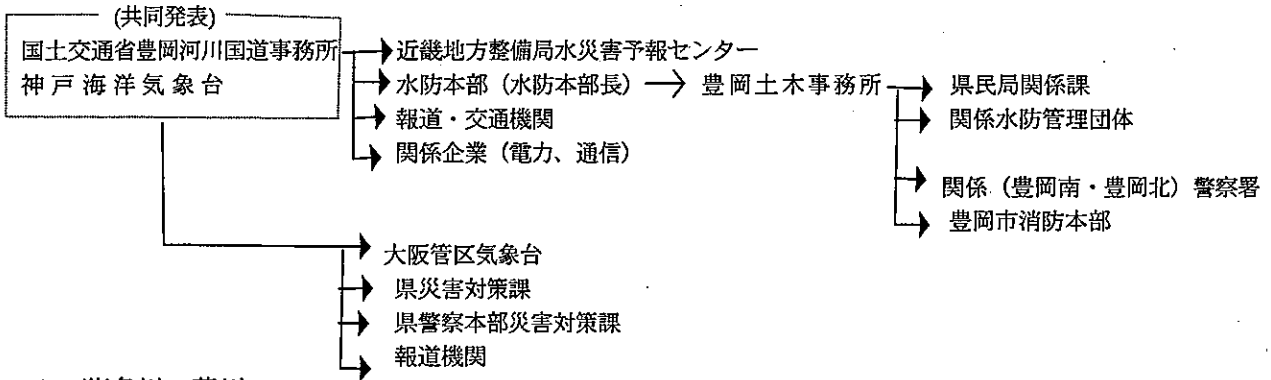 (共同発表)
国土交通省豊岡河川国道事務所
神戸海洋気象台
近畿地方整備局水災害予報センター
水防本部（水防本部長）
豊岡土木事務所
県民局関係課
報道・交通機関
関係水防管理団体
関係企業（電力、通信）
関係（豊岡南・豊岡北）警察署
豊岡市消防本部
大阪管区気象台
県災害対策課
県警察本部災害対策課
報道機関